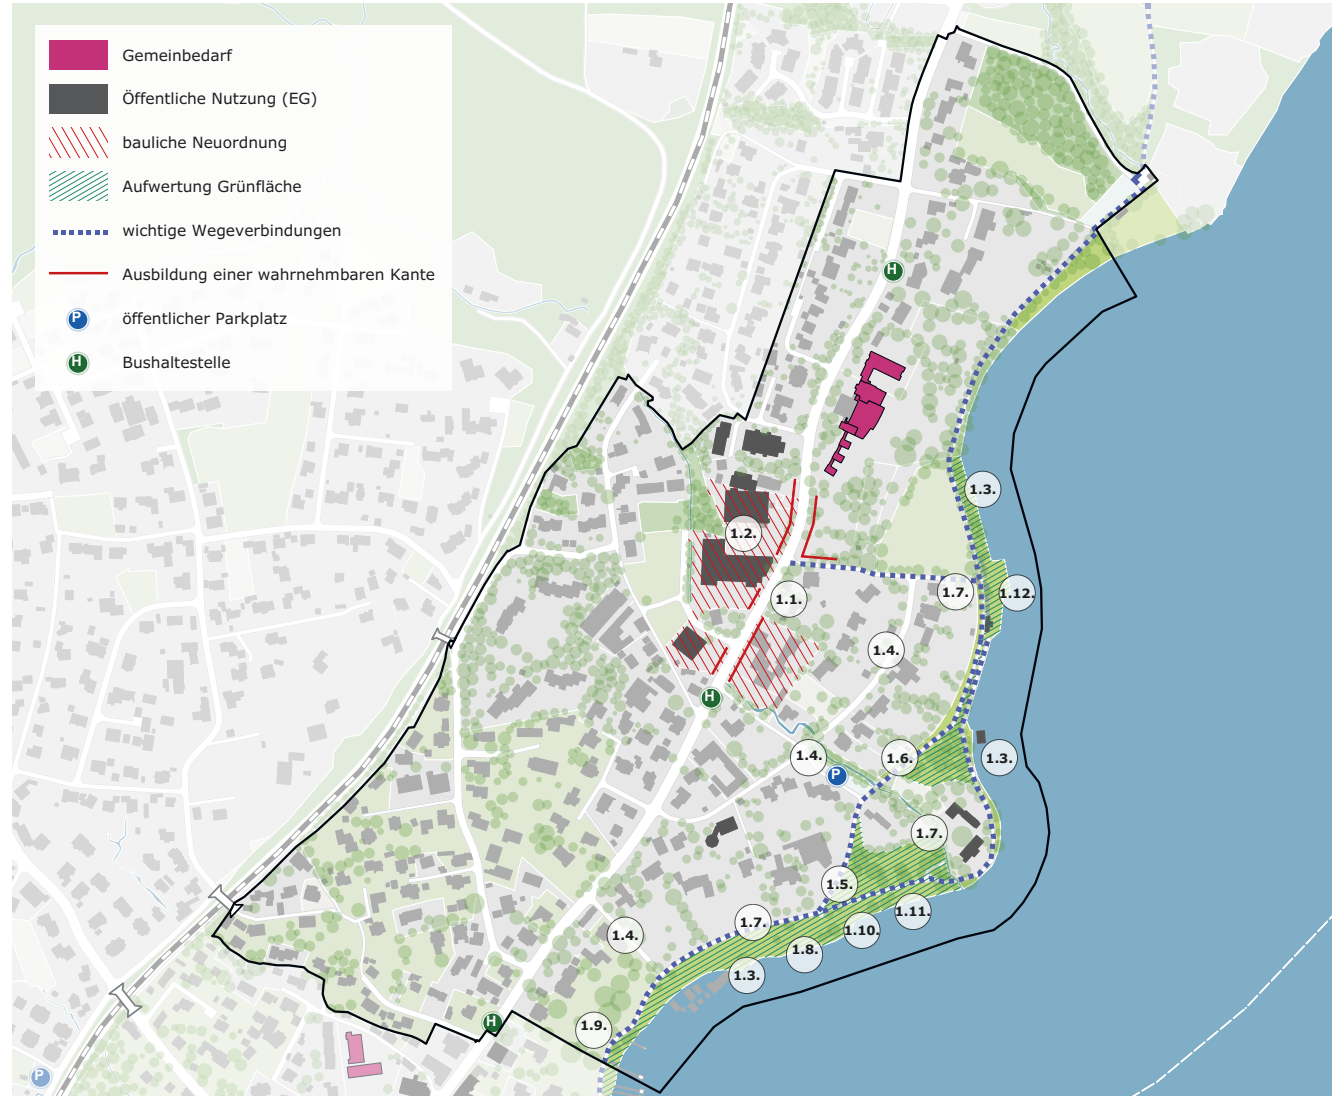 Gemeinbedarf
Öffentliche Nutzung (EG)
bauliche Neuordnung
Aufwertung Grünfläche
wichtige Wegeverbindungen
Ausbildung einer wahrnehmbaren Kante
P öffentlicher Parkplatz
H Bushaltestelle
H
1.3.
1.2.
1.7.
1.12.
1.1.
1.4.
H
1.4.
1.6.
1.3.
P
1.7.
1.5.
1.11.
1.7.
1.10.
1.4.
1.8.
1.3.
H
1.9.
P